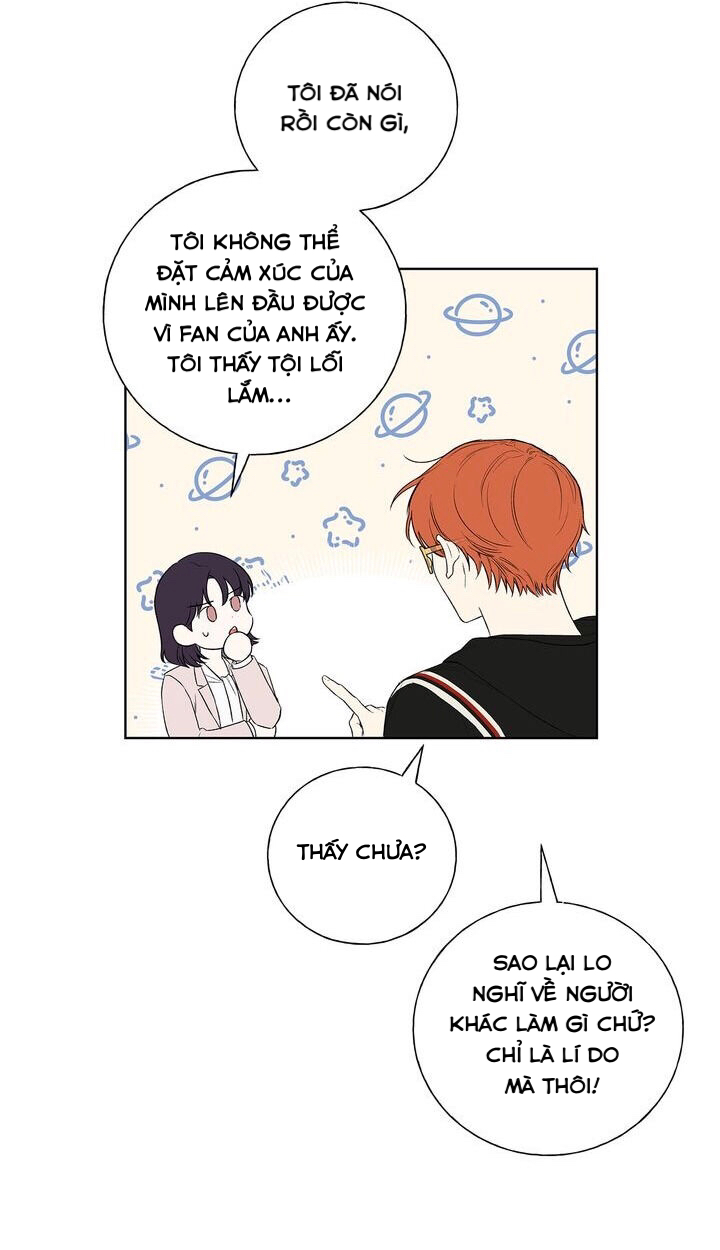 TÔI ĐÃ NÓI
RỒI CÒN GÌ,
TÔI KHÔNG THỂ
ĐẶT CẢM XÚC CỦA
MÌNH LÊN ĐẦU ĐƯỢC
VÌ FAN CỦA ANH ẤY.
TÔI THẤY TỘI LỖI
LẮM...
THẤY CHƯA?
SAO LẠI LO
NGHĨ VỀ NGƯỜI
KHÁC LÀM GÌ CHỨ?
CHỈ LÀ LÍ DO
MÀ THÔI!